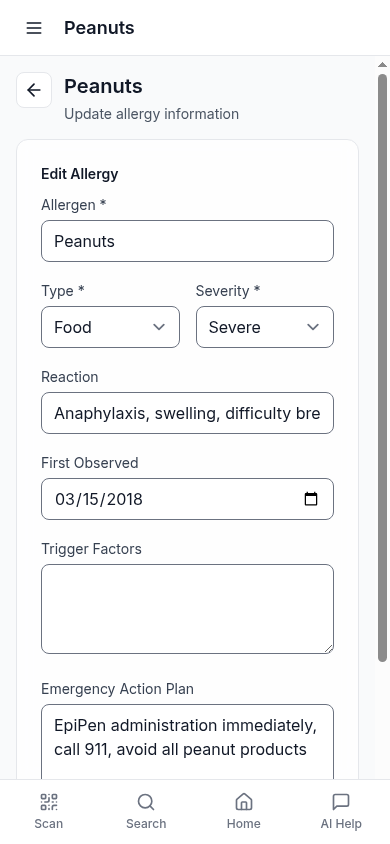 Peanuts
Peanuts
Update allergy information
Edit Allergy
Allergen *
Peanuts
Type *
Severity *
Food
Severe
Reaction
Anaphylaxis, swelling, difficulty bre
First Observed
03/15/2018
Trigger Factors
Emergency Action Plan
EpiPen administration immediately,
call 911, avoid all peanut products
Scan
Search
Home
AI Help